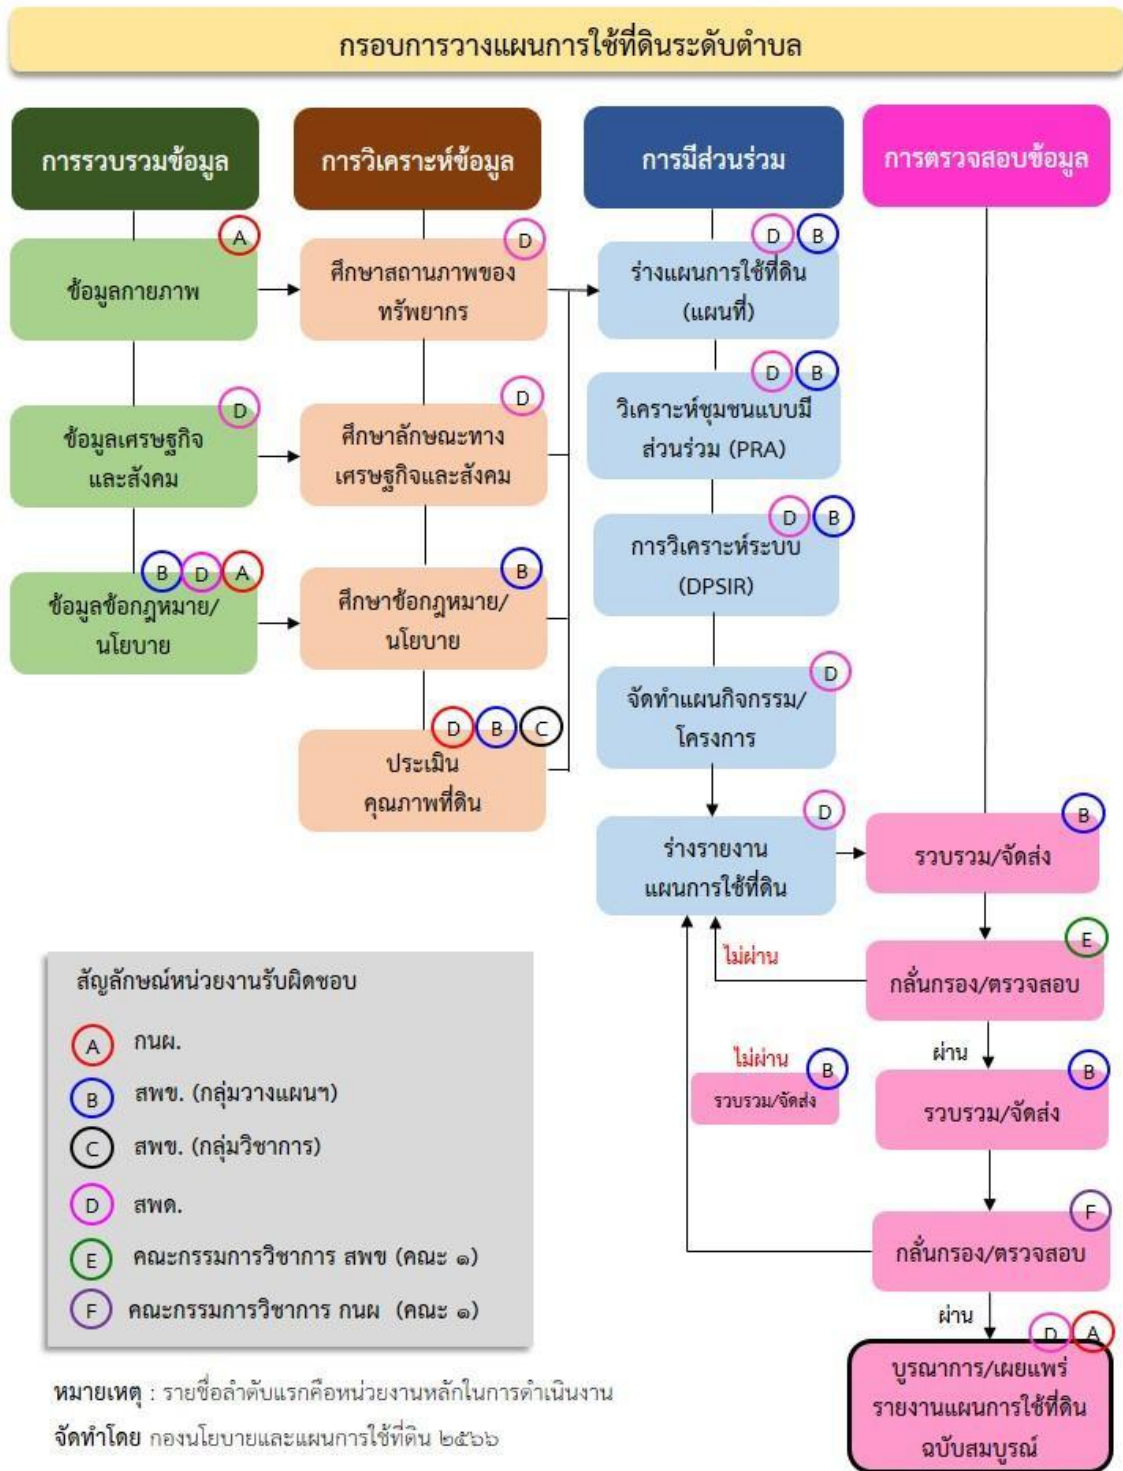 กรอบการวางแผนการใช้ที่ดินระดับตำบล
การรวบรวมข้อมูล
A
ข้อมูลกายภาพ
D
ข้อมูลเศรษฐกิจ
และสังคม
B D A
ข้อมูลข้อกฎหมาย/
นโยบาย
การวิเคราะห์ข้อมูล
D
ศึกษาสถานภาพของ
ทรัพยากร
D
ศึกษาลักษณะทาง
เศรษฐกิจและสังคม
B
ศึกษาข้อกฎหมาย/
นโยบาย
D B C
ประเมิน
คุณภาพที่ดิน
การมีส่วนร่วม
D B
ร่างแผนการใช้ที่ดิน
(แผนที่)
D B
วิเคราะห์ชุมชนแบบมี
ส่วนร่วม (PRA)
D B
การวิเคราะห์ระบบ
(DPSIR)
D
จัดทำแผนกิจกรรม/
โครงการ
D
ร่างรายงาน
แผนการใช้ที่ดิน
การตรวจสอบข้อมูล
B
รวบรวม/จัดส่ง
E
กลั่นกรอง/ตรวจสอบ
ไม่ผ่าน
ผ่าน
B
รวบรวม/จัดส่ง
ไม่ผ่าน
B
รวบรวม/จัดส่ง
F
กลั่นกรอง/ตรวจสอบ
ผ่าน
D A
บูรณาการ/เผยแพร่
รายงานแผนการใช้ที่ดิน
ฉบับสมบูรณ์
สัญลักษณ์หน่วยงานรับผิดชอบ
A กนผ.
B สพข. (กลุ่มวางแผนฯ)
C สพข. (กลุ่มวิชาการ)
D สพด.
E คณะกรรมการวิชาการ สพข (คณะ ๑)
F คณะกรรมการวิชาการ กนผ (คณะ ๑)
หมายเหตุ : รายชื่อลำดับแรกคือหน่วยงานหลักในการดำเนินงาน
จัดทำโดย กองนโยบายและแผนการใช้ที่ดิน ๒๕๖๖